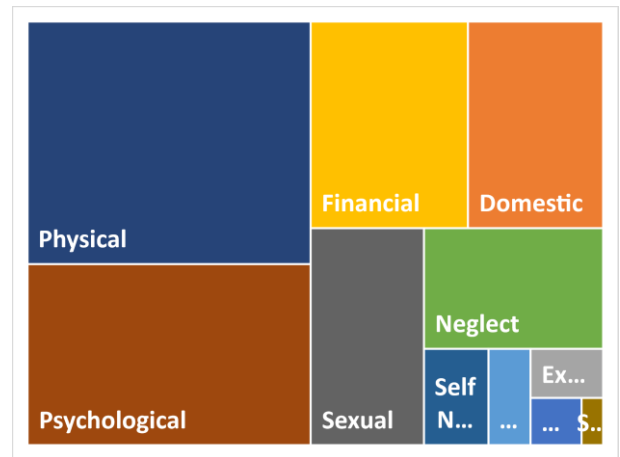 Physical
Financial
Domestic
Psychological
Sexual
Neglect
Self
N...
...
Ex...
...
S...